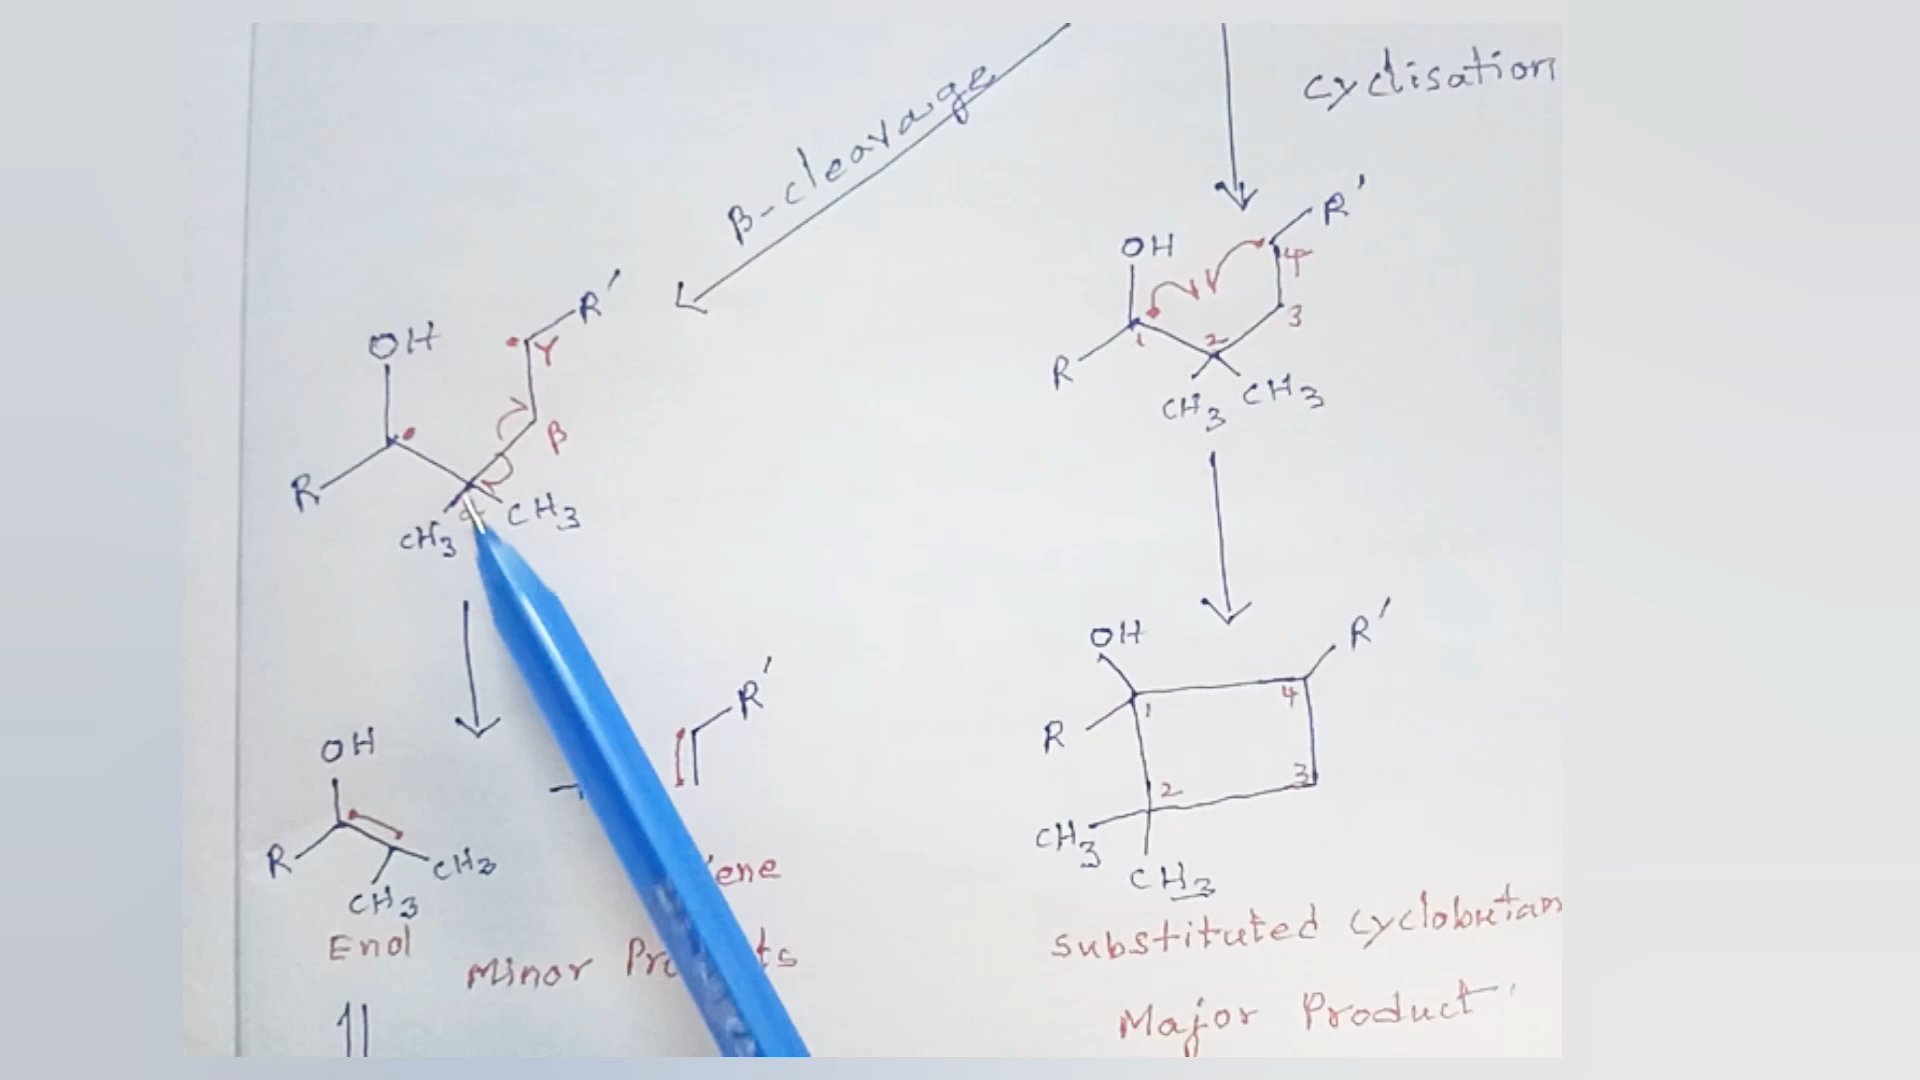 cyclisation
β-cleavage
R'
OH
4
1
2
3
R
CH3
CH3
R'
OH
γ
β
R
α
CH3
CH3
OH
R'
1
4
R
2
3
CH3
CH3
R'
OH
R
CH3
CH3
Enol
Minor
substituted cyclobutan
Major Product